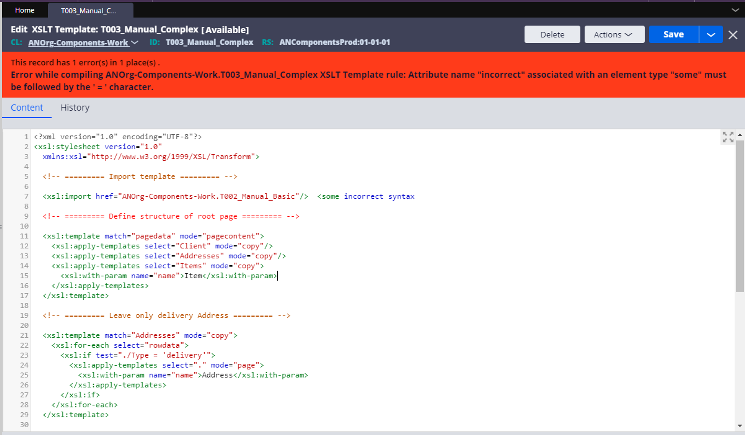 Home T003_Manual_C...
Edit XSLT Template: T003_Manual_Complex [Available]
CL: ANOrg-Components-Work ID: T003_Manual_Complex RS: ANComponentsProd:01-01-01
Delete Actions Save
This record has 1 error(s) in 1 place(s) .
Error while compiling ANOrg-Components-Work.T003_Manual_Complex XSLT Template rule: Attribute name "incorrect" associated with an element type "some" must
be followed by the ' = ' character.
Content History
1 <?xml version="1.0" encoding="UTF-8"?>
2 <xsl:stylesheet version="1.0"
3 xmlns:xsl="http://www.w3.org/1999/XSL/Transform">
4
5 <!-- ========= Import template ========= -->
6
7 <xsl:import href="ANOrg-Components-Work.T002_Manual_Basic"/> <some incorrect syntax
8
9 <!-- ========= Define structure of root page ========= -->
10
11 <xsl:template match="pagedata" mode="pagecontent">
12 <xsl:apply-templates select="Client" mode="copy"/>
13 <xsl:apply-templates select="Addresses" mode="copy"/>
14 <xsl:apply-templates select="Items" mode="copy">
15 <xsl:with-param name="name">Item</xsl:with-param>
16 </xsl:apply-templates>
17 </xsl:template>
18
19 <!-- ========= Leave only delivery Address ========= -->
20
21 <xsl:template match="Addresses" mode="copy">
22 <xsl:for-each select="rowdata">
23 <xsl:if test="./Type = 'delivery'">
24 <xsl:apply-templates select="." mode="page">
25 <xsl:with-param name="name">Address</xsl:with-param>
26 </xsl:apply-templates>
27 </xsl:if>
28 </xsl:for-each>
29 </xsl:template>
30